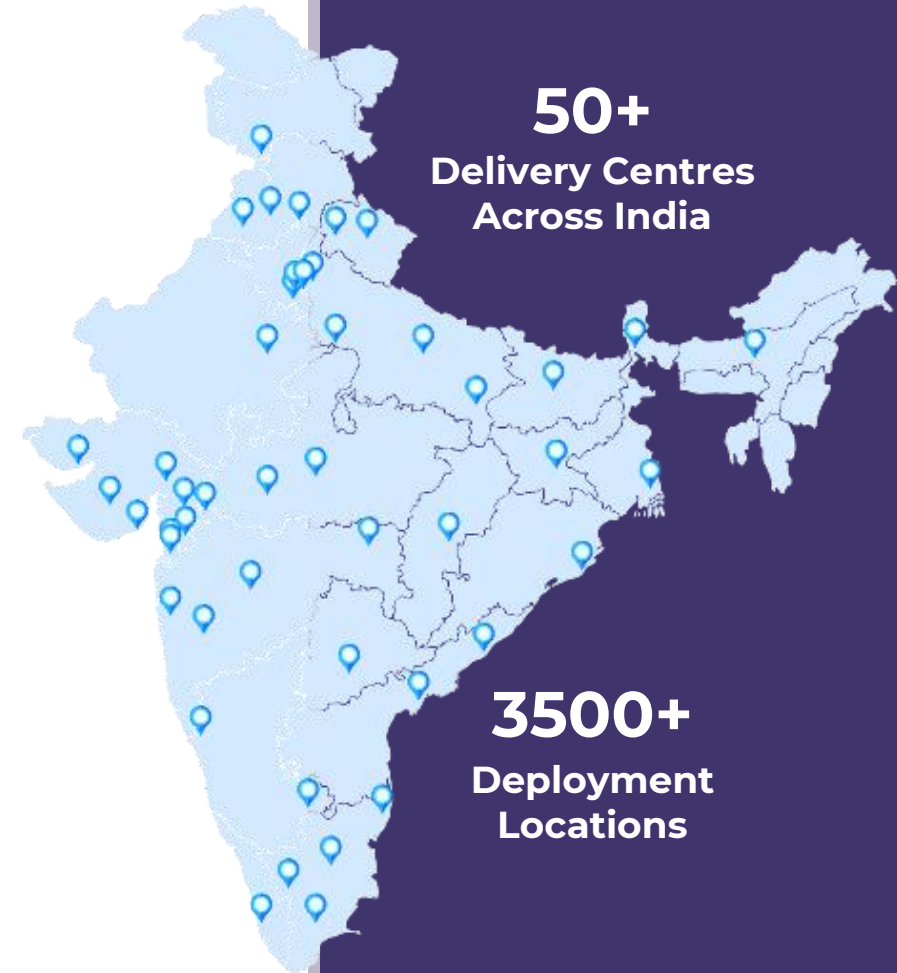 50+
Delivery Centres
Across India
3500+
Deployment
Locations